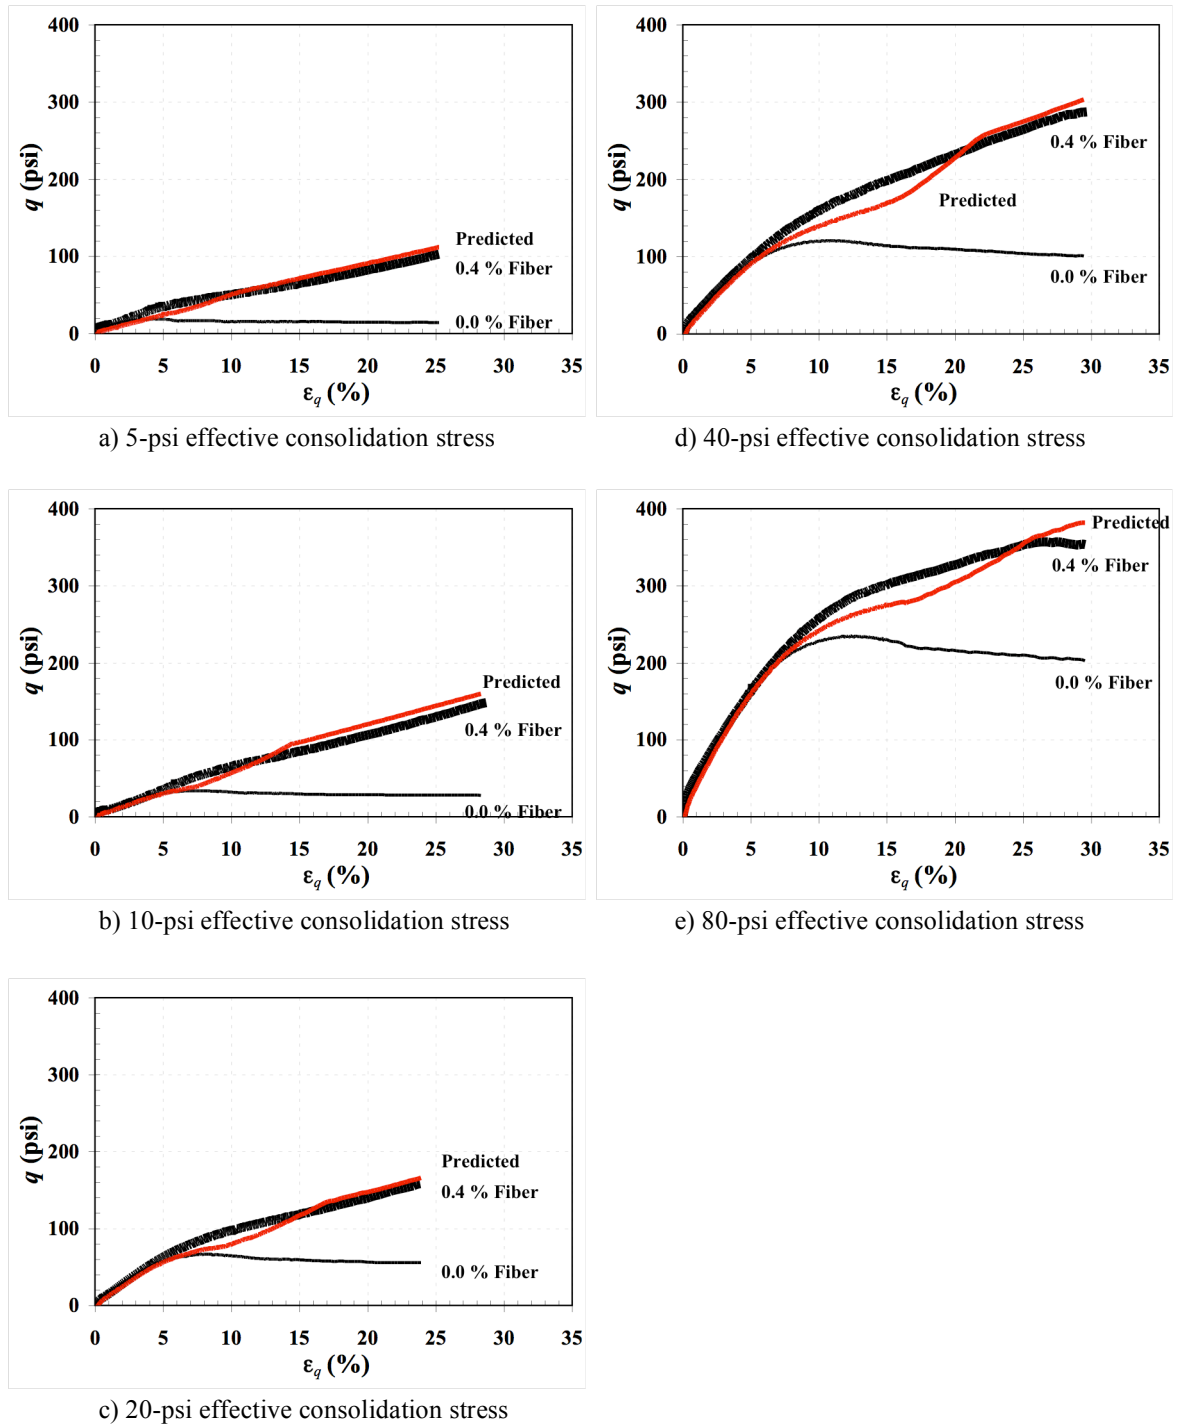 400
300
200
100
0
q (psi)
Predicted
0.4 % Fiber
0.0 % Fiber
0 5 10 15 20 25 30 35
εq (%)
a) 5-psi effective consolidation stress
400
300
200
100
0
q (psi)
Predicted
0.4 % Fiber
0.0 % Fiber
0 5 10 15 20 25 30 35
εq (%)
b) 10-psi effective consolidation stress
400
300
200
100
0
q (psi)
Predicted
0.4 % Fiber
0.0 % Fiber
0 5 10 15 20 25 30 35
εq (%)
c) 20-psi effective consolidation stress
400
300
200
100
0
q (psi)
0.4 % Fiber
Predicted
0.0 % Fiber
0 5 10 15 20 25 30 35
εq (%)
d) 40-psi effective consolidation stress
400
300
200
100
0
q (psi)
Predicted
0.4 % Fiber
0.0 % Fiber
0 5 10 15 20 25 30 35
εq (%)
e) 80-psi effective consolidation stress